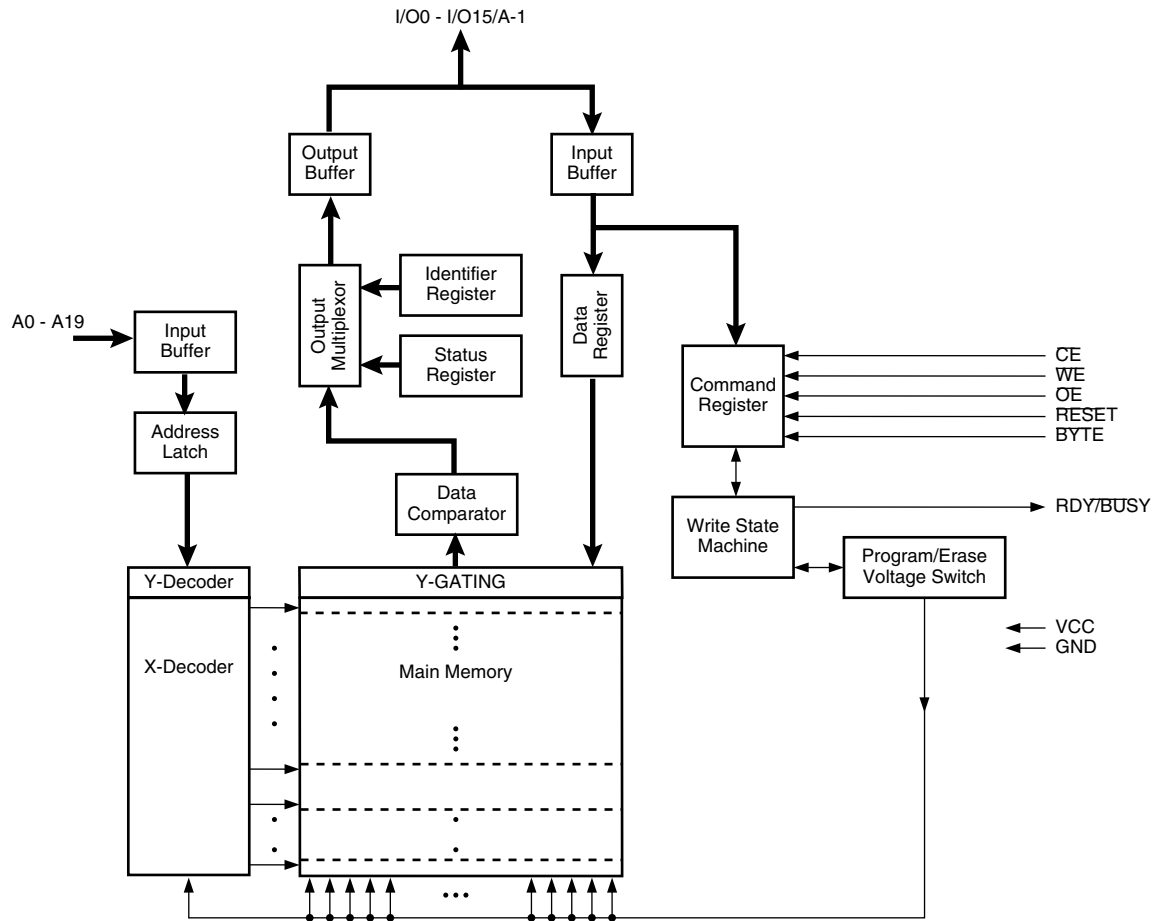 I/O0 - I/O15/A-1
Output
Buffer
Input
Buffer
Identifier
Register
Output
Multiplexor
Data
Register
A0 - A19
Input
Buffer
Status
Register
Command
Register
CE
WE
OE
RESET
BYTE
Address
Latch
Data
Comparator
Write State
Machine
RDY/BUSY
Program/Erase
Voltage Switch
Y-Decoder
Y-GATING
VCC
GND
X-Decoder
Main Memory